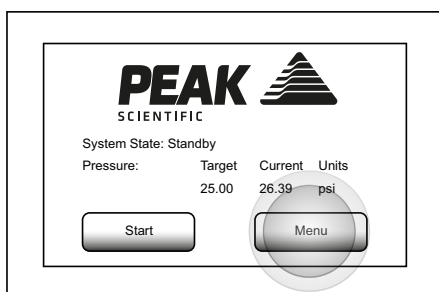 PEAK
SCIENTIFIC
System State: Standby
Pressure: Target Current Units
25.00 26.39 psi
Start Menu